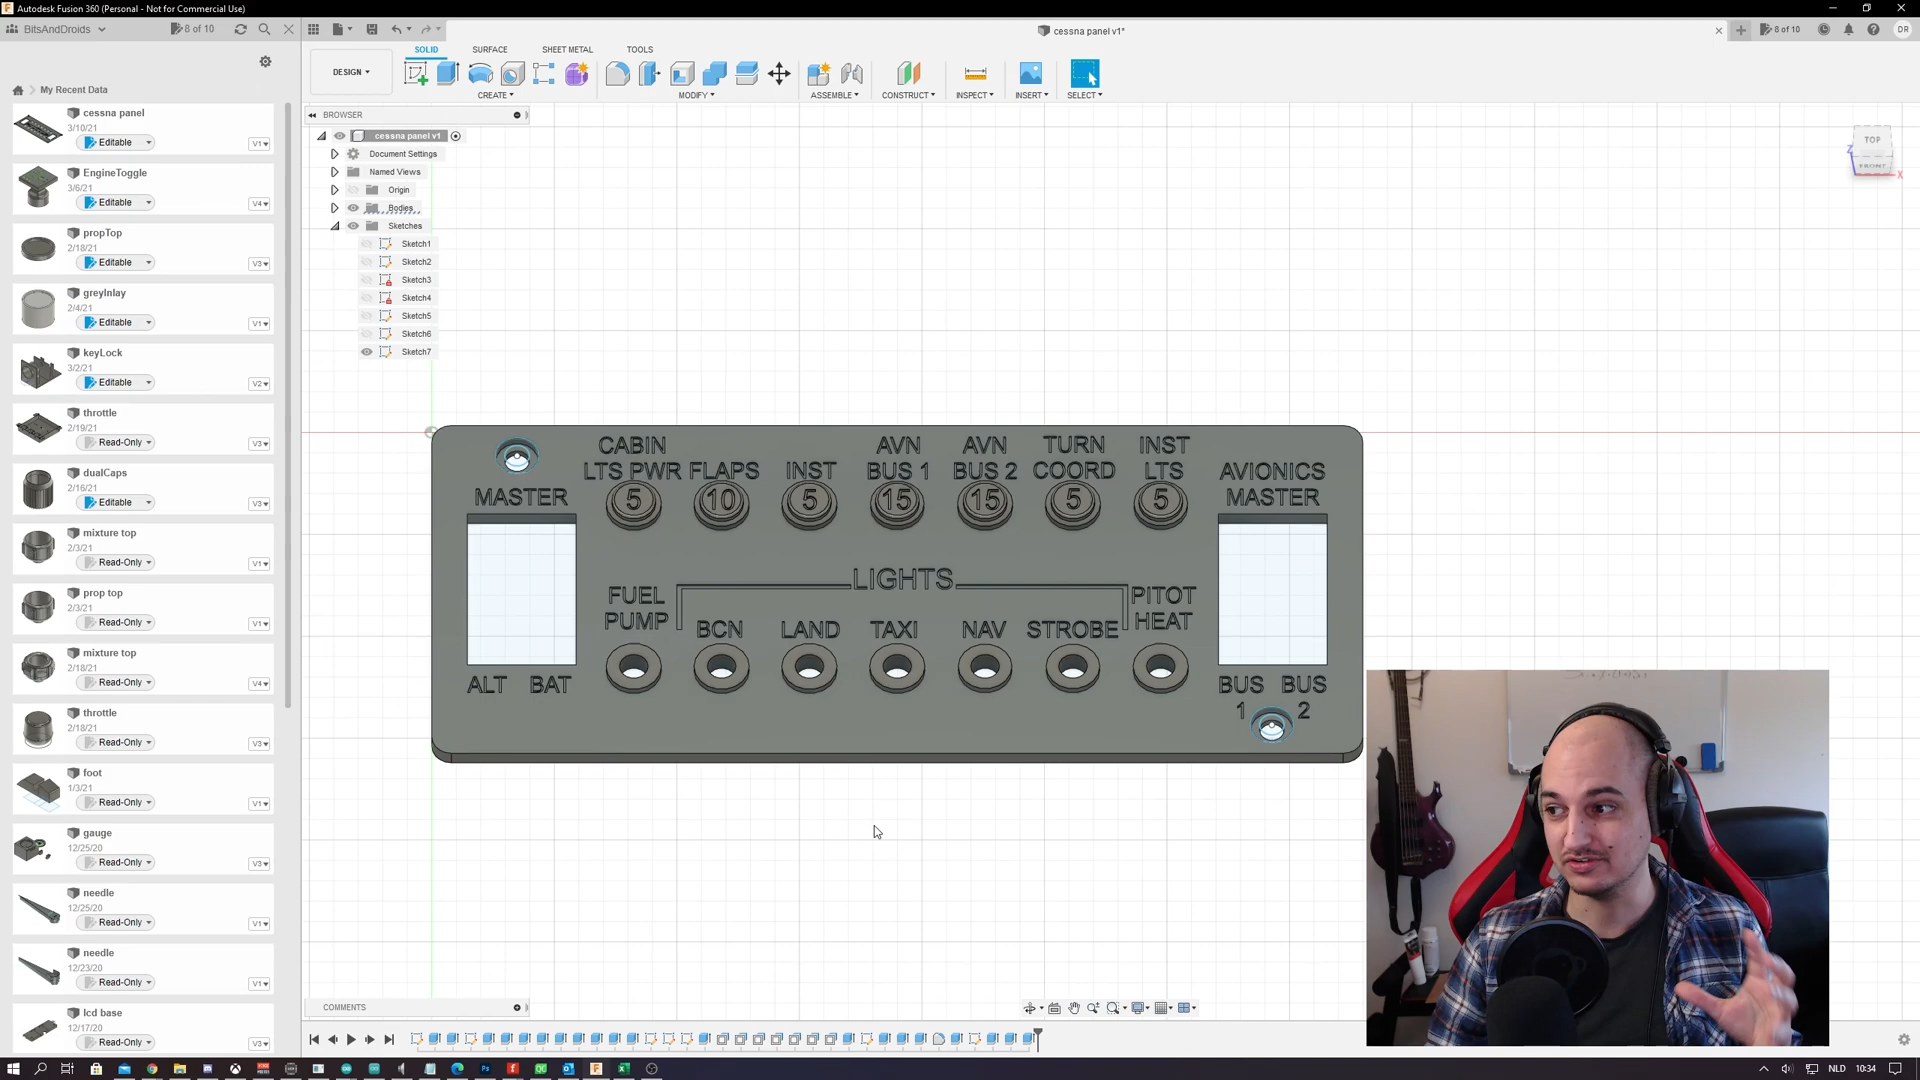 Autodesk Fusion 360 (Personal - Not for Commercial Use)
BitsAndDroids
8 of 10
cessna panel v1*
8 of 10
DR
SOLID SURFACE SHEET METAL TOOLS
DESIGN
CREATE
MODIFY
ASSEMBLE
CONSTRUCT
INSPECT
INSERT
SELECT
My Recent Data
cessna panel
3/10/21
Editable
V1
EngineToggle
3/6/21
Editable
V4
propTop
2/18/21
Editable
V3
greyInlay
2/4/21
Editable
V1
keyLock
3/2/21
Editable
V2
throttle
2/19/21
Read-Only
V3
dualCaps
2/16/21
Editable
V3
mixture top
2/3/21
Read-Only
V1
prop top
2/3/21
Read-Only
V1
mixture top
2/18/21
Read-Only
V4
throttle
2/18/21
Read-Only
V3
foot
1/3/21
Read-Only
V1
gauge
12/25/20
Read-Only
V3
needle
12/25/20
Read-Only
V1
needle
12/23/20
Read-Only
V1
lcd base
12/17/20
Read-Only
V3
BROWSER
cessna panel v1
Document Settings
Named Views
Origin
Bodies
Sketches
Sketch1
Sketch2
Sketch3
Sketch4
Sketch5
Sketch6
Sketch7
TOP
FRONT
Z
X
CABIN
LTS PWR
FLAPS
INST
AVN
BUS 1
AVN
BUS 2
TURN
COORD
INST
LTS
MASTER
AVIONICS
MASTER
5 10 5 15 15 5 5
LIGHTS
FUEL
PUMP
BCN
LAND
TAXI
NAV
STROBE
PITOT
HEAT
ALT BAT
BUS
1
BUS
2
COMMENTS
NLD
10:34